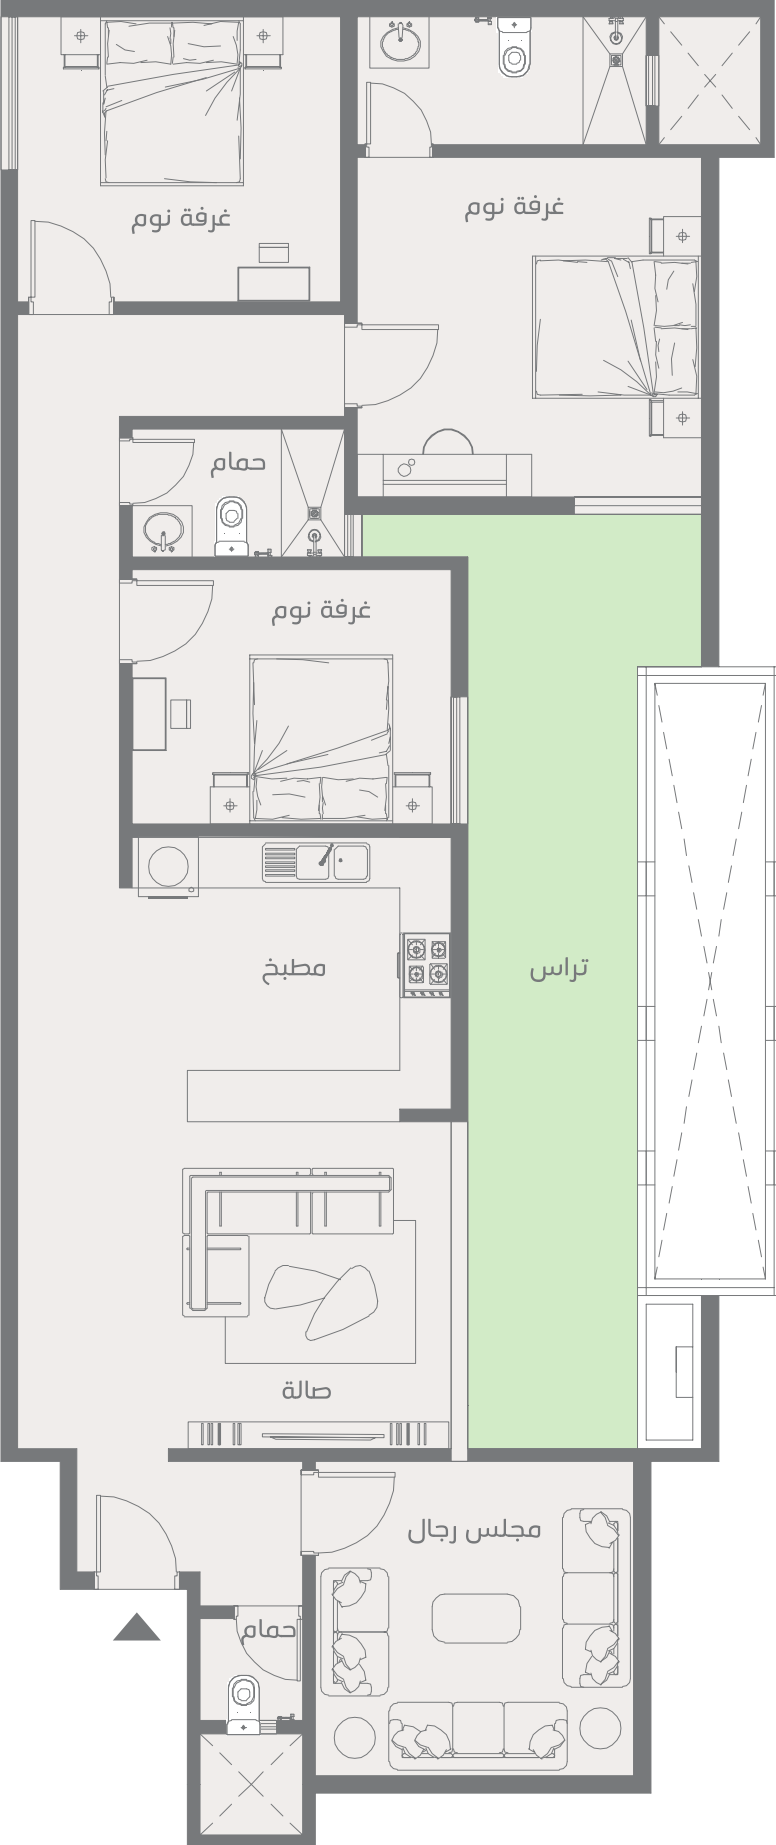 غرفة نوم
غرفة نوم
حمام
غرفة نوم
مطبخ
تراس
صالة
مجلس رجال
حمام